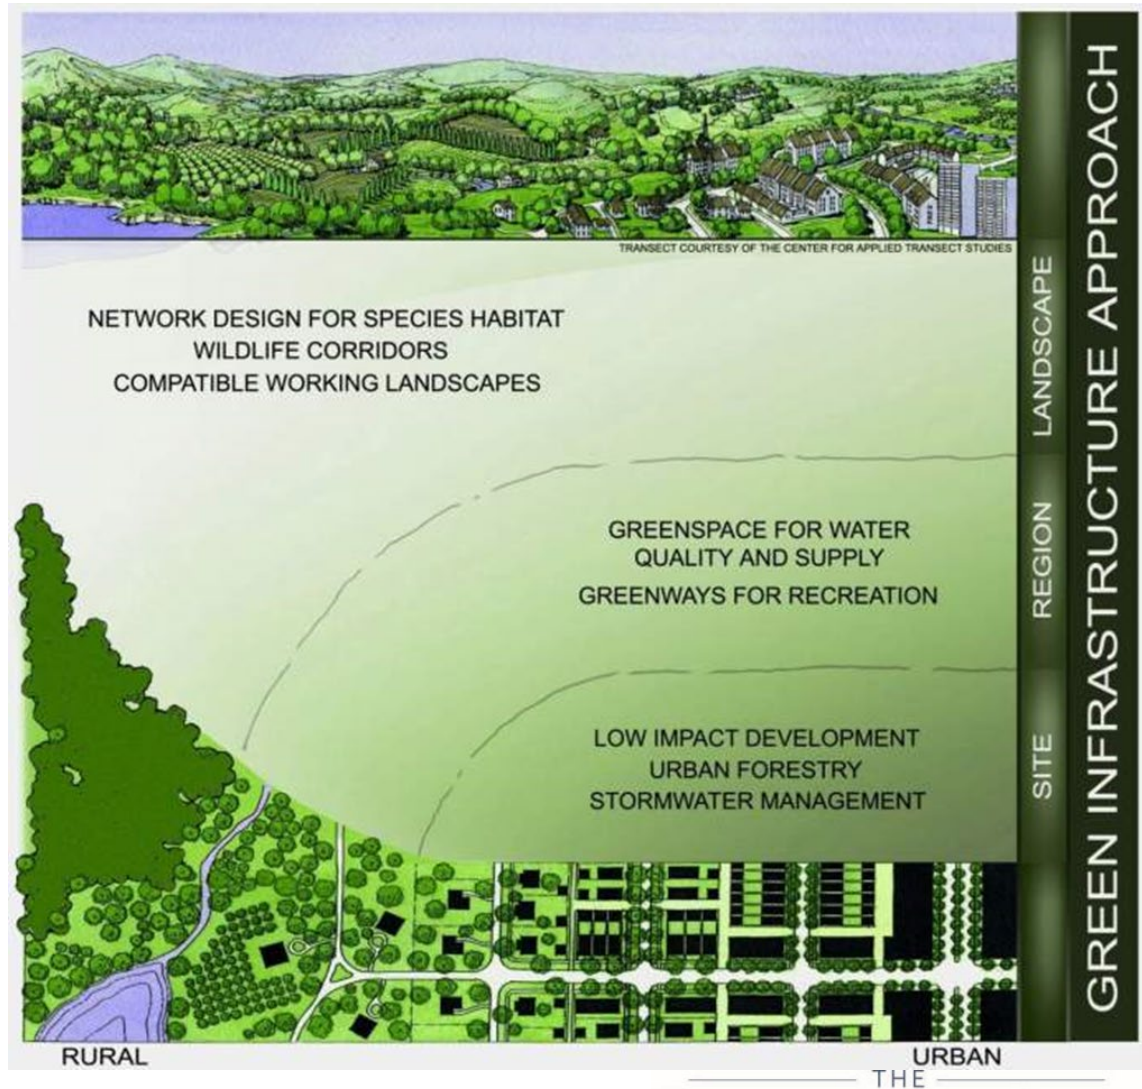 TRANSECT COURTESY OF THE CENTER FOR APPLIED TRANSECT STUDIES
NETWORK DESIGN FOR SPECIES HABITAT
WILDLIFE CORRIDORS
COMPATIBLE WORKING LANDSCAPES
GREENSPACE FOR WATER
QUALITY AND SUPPLY
GREENWAYS FOR RECREATION
LOW IMPACT DEVELOPMENT
URBAN FORESTRY
STORMWATER MANAGEMENT
LANDSCAPE
REGION
SITE
GREEN INFRASTRUCTURE APPROACH
RURAL
URBAN
THE